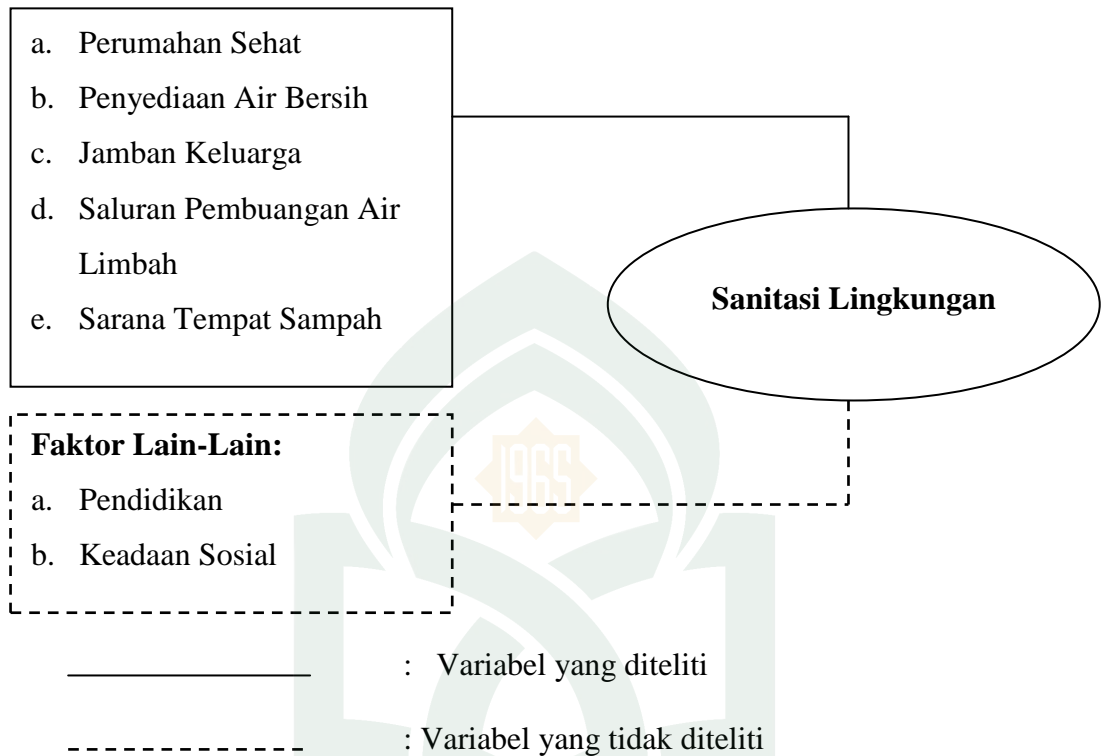 a. Perumahan Sehat
b. Penyediaan Air Bersih
c. Jamban Keluarga
d. Saluran Pembuangan Air
Limbah
e. Sarana Tempat Sampah
Sanitasi Lingkungan
Faktor Lain-Lain:
a. Pendidikan
b. Keadaan Sosial
1965
: Variabel yang diteliti
: Variabel yang tidak diteliti